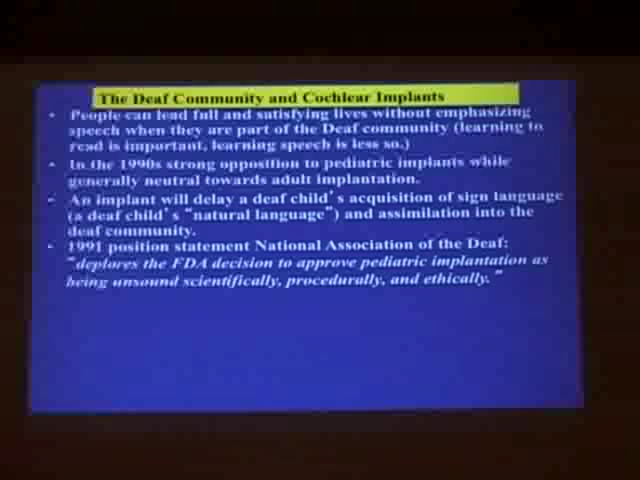 The Deaf Community and Cochlear Implants
• People can lead full and satisfying lives without emphasizing
speech when they are part of the Deaf community (learning to
read is important, learning speech is less so.)
• In the 1990s strong opposition to pediatric implants while
generally neutral towards adult implantation.
• An implant will delay a deaf child's acquisition of sign language
(a deaf child's "natural language") and assimilation into the
deaf community.
• 1991 position statement National Association of the Deaf:
"deplores the FDA decision to approve pediatric implantation as
being unsound scientifically, procedurally, and ethically."